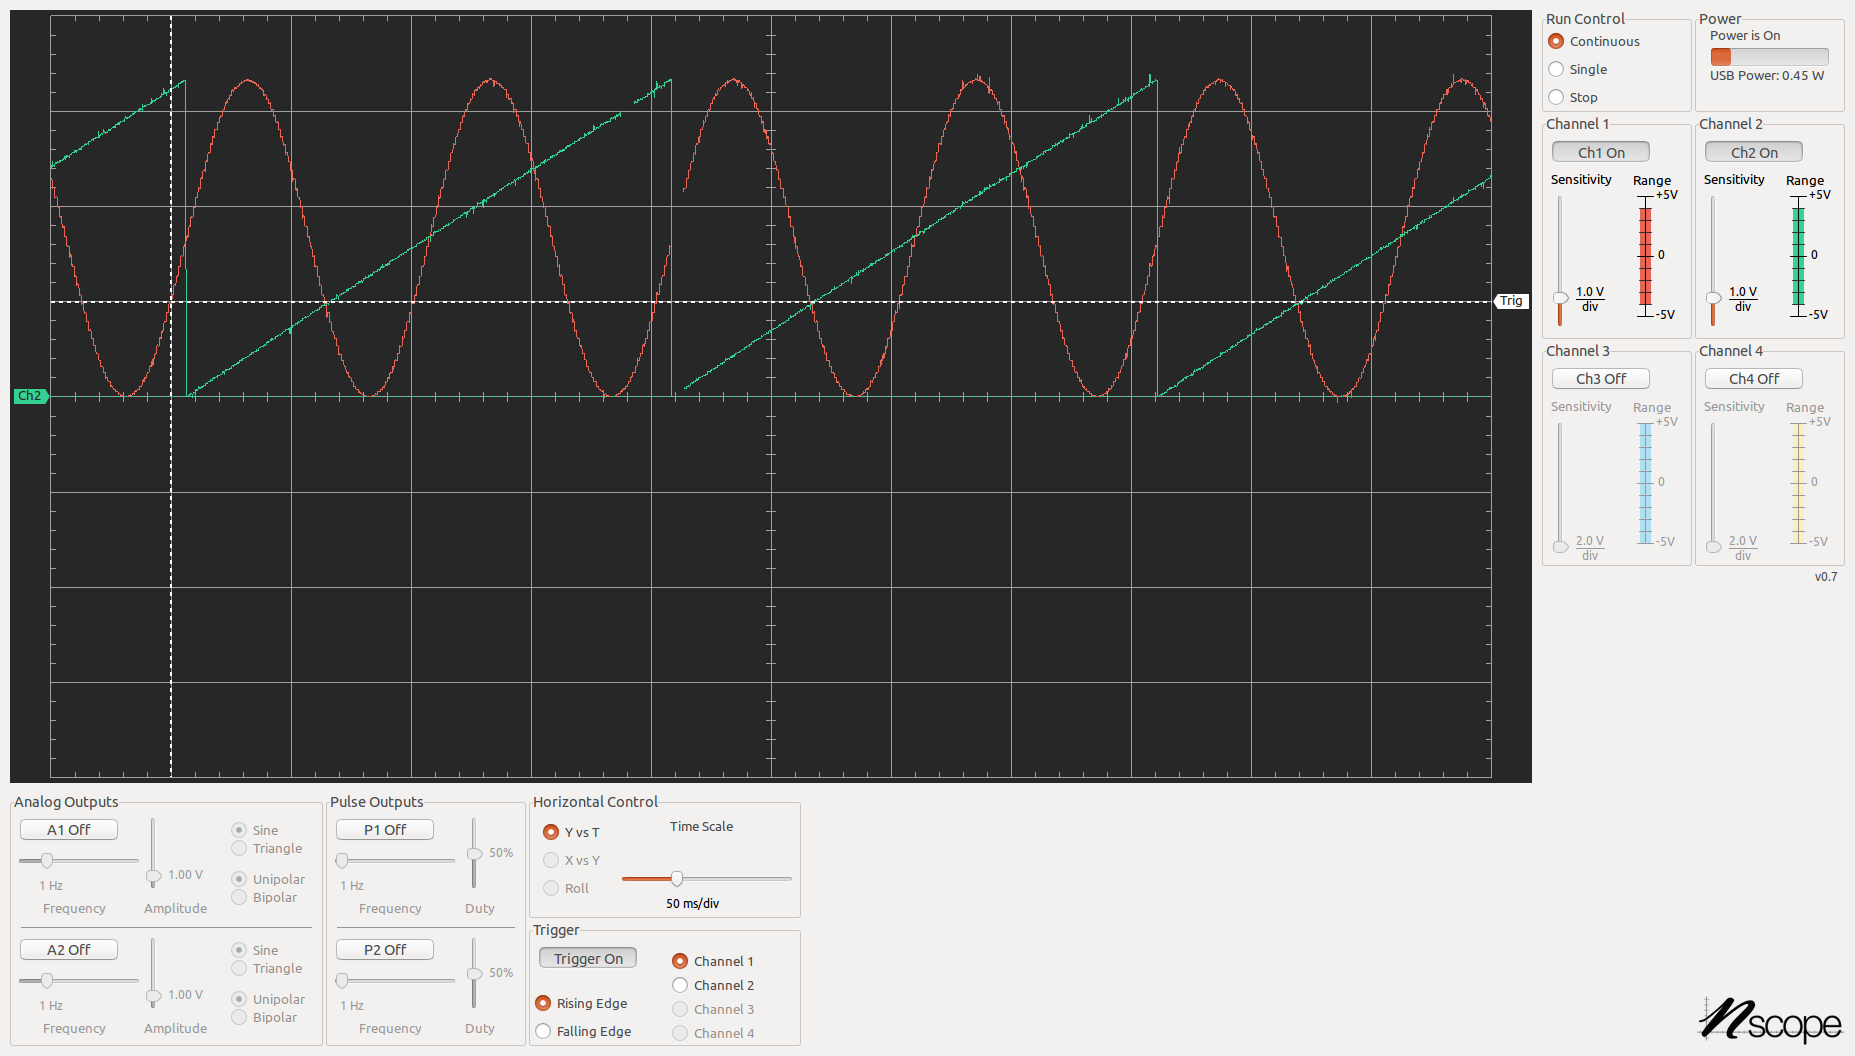 Run Control
Continuous
Single
Stop
Power
Power is On
USB Power: 0.45 W
Channel 1
Ch1 On
Sensitivity
Range
+5V
0
-5V
1.0 V
div
Channel 2
Ch2 On
Sensitivity
Range
+5V
0
-5V
1.0 V
div
Trig
Ch2
Channel 3
Ch3 Off
Sensitivity
Range
+5V
0
-5V
2.0 V
div
Channel 4
Ch4 Off
Sensitivity
Range
+5V
0
-5V
2.0 V
div
v0.7
Analog Outputs
A1 Off
1 Hz
Frequency
1.00 V
Amplitude
Sine
Triangle
Unipolar
Bipolar
A2 Off
1 Hz
Frequency
1.00 V
Amplitude
Sine
Triangle
Unipolar
Bipolar
Pulse Outputs
P1 Off
1 Hz
Frequency
50%
Duty
P2 Off
1 Hz
Frequency
50%
Duty
Horizontal Control
Y vs T
X vs Y
Roll
Time Scale
50 ms/div
Trigger
Trigger On
Rising Edge
Falling Edge
Channel 1
Channel 2
Channel 3
Channel 4
nscope